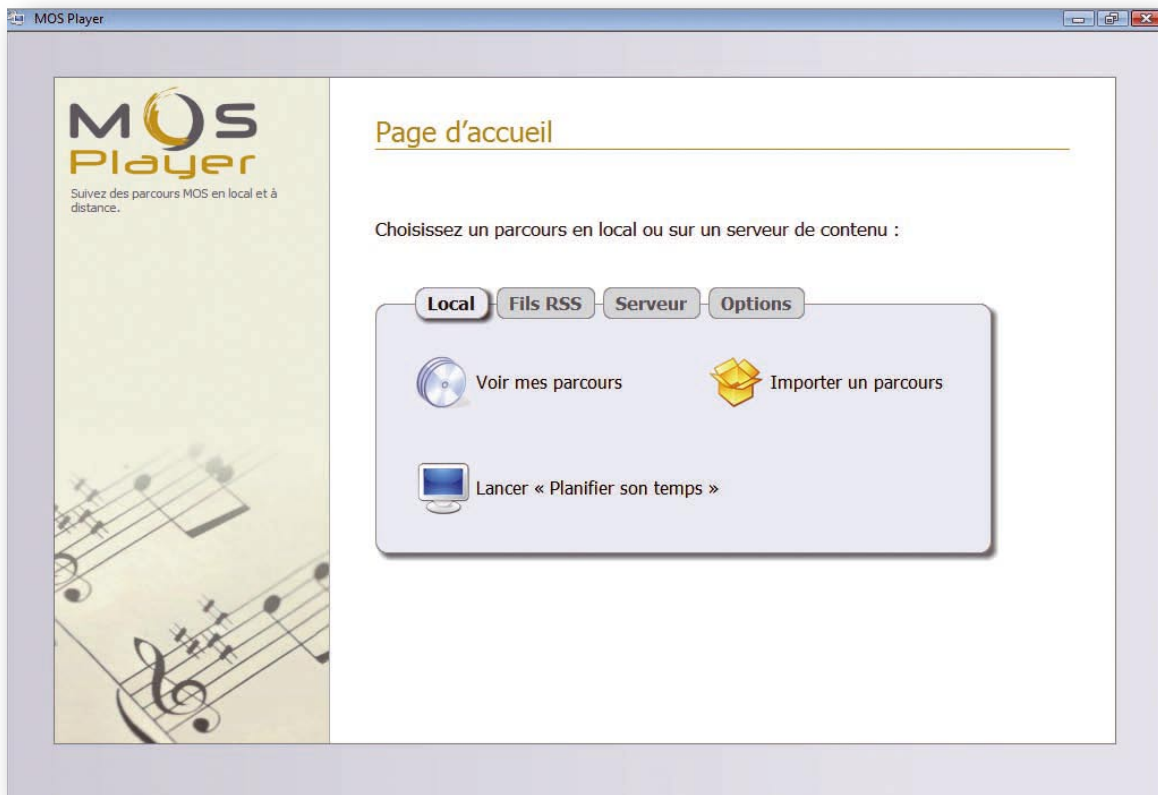 MOS Player
MOS
Player
Suivez des parcours MOS en local et à
distance.
Page d’accueil
Choisissez un parcours en local ou sur un serveur de contenu :
Local Fils RSS Serveur Options
Voir mes parcours Importer un parcours
Lancer « Planifier son temps »